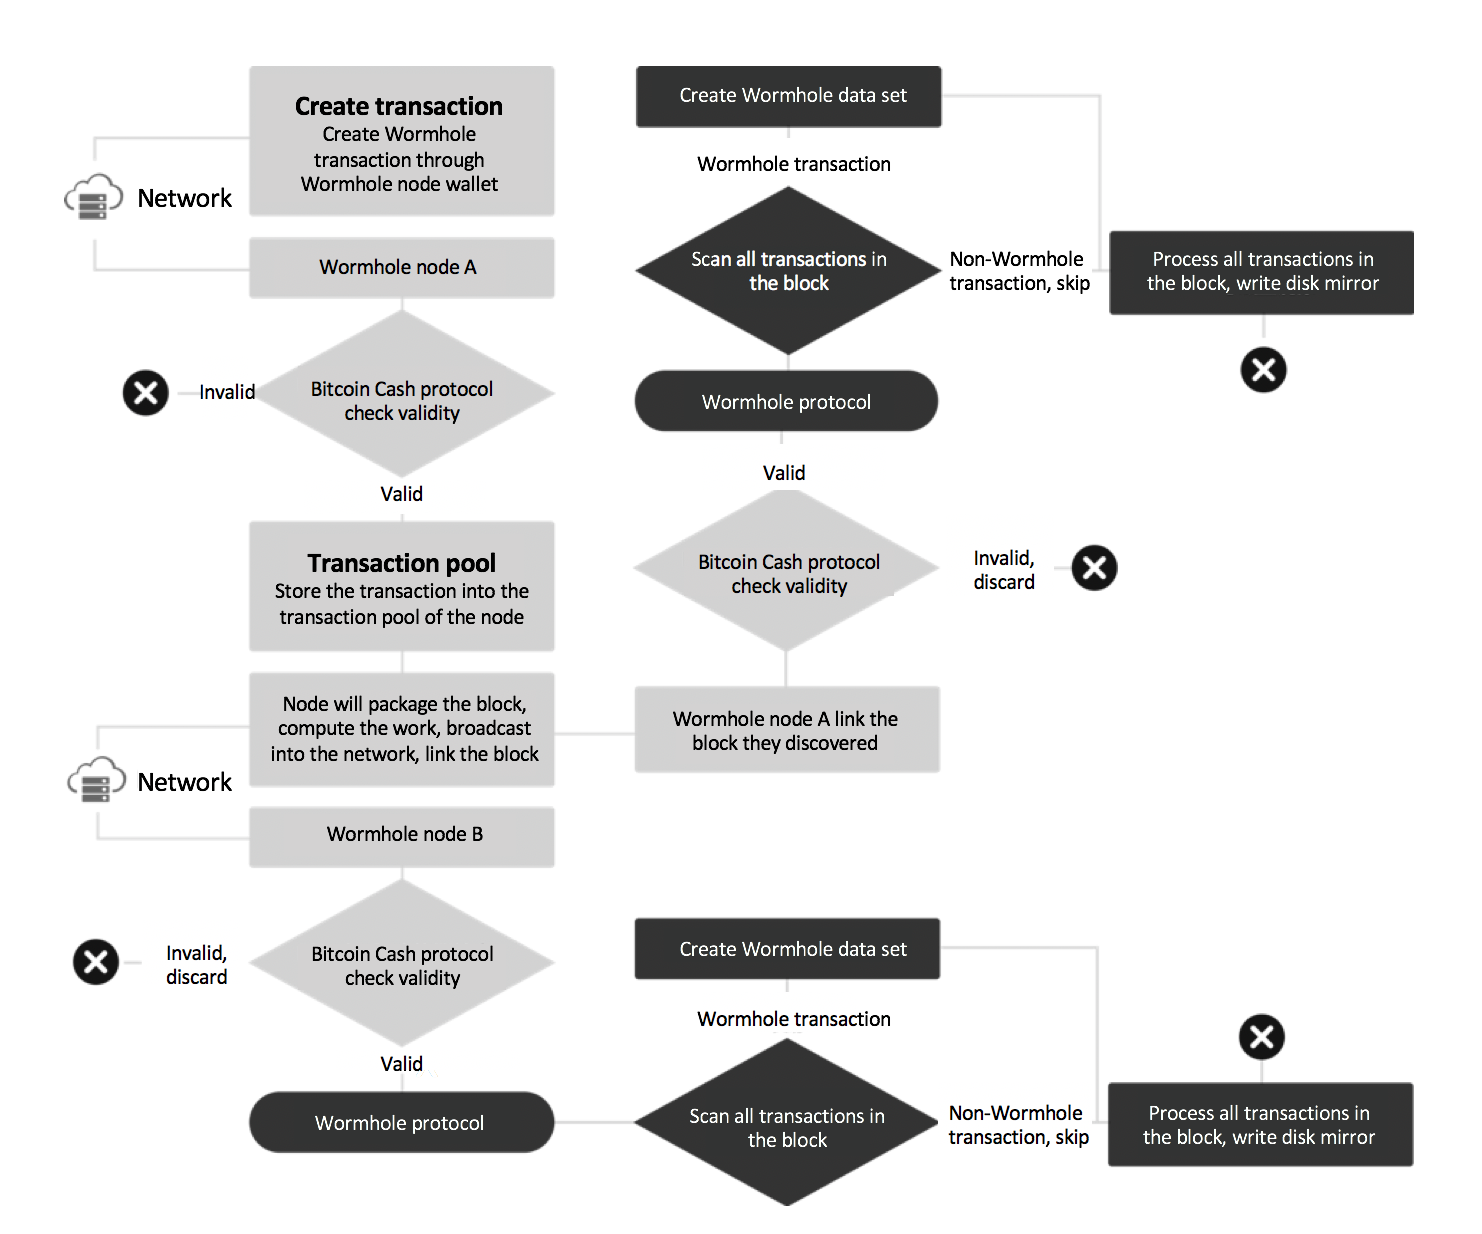 Create transaction
Create Wormhole
transaction through
Wormhole node wallet
Network
Wormhole node A
Invalid
Bitcoin Cash protocol
check validity
Valid
Transaction pool
Store the transaction into the
transaction pool of the node
Node will package the block,
compute the work, broadcast
into the network, link the block
Network
Wormhole node B
Invalid,
discard
Bitcoin Cash protocol
check validity
Valid
Wormhole protocol
Create Wormhole data set
Wormhole transaction
Scan all transactions in
the block
Non-Wormhole
transaction, skip
Process all transactions in
the block, write disk mirror
Wormhole protocol
Valid
Bitcoin Cash protocol
check validity
Invalid,
discard
Wormhole node A link the
block they discovered
Create Wormhole data set
Wormhole transaction
Scan all transactions in
the block
Non-Wormhole
transaction, skip
Process all transactions in
the block, write disk mirror